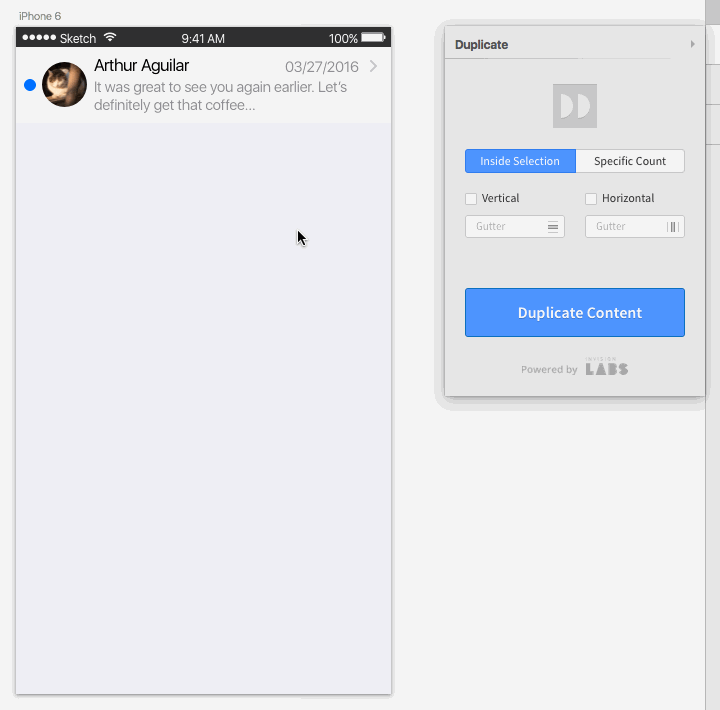 iPhone 6
Sketch 9:41 AM 100%
Arthur Aguilar 03/27/2016
It was great to see you again earlier. Let's
definitely get that coffee...
Duplicate
Inside Selection Specific Count
Vertical Horizontal
Gutter Gutter
Duplicate Content
INVISION
Powered by LABS